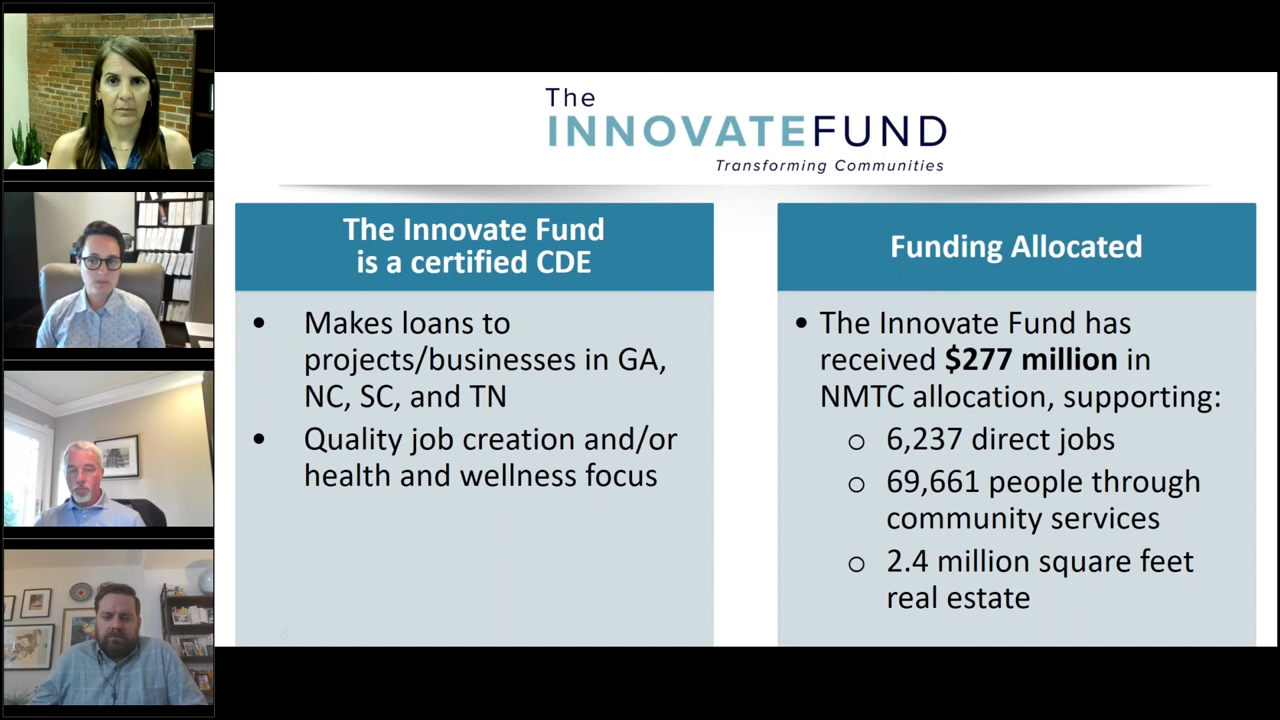 The
INNOVATEFUND
Transforming Communities
The Innovate Fund
is a certified CDE
• Makes loans to
projects/businesses in GA,
NC, SC, and TN
• Quality job creation and/or
health and wellness focus
3
Funding Allocated
• The Innovate Fund has
received $277 million in
NMTC allocation, supporting:
o 6,237 direct jobs
o 69,661 people through
community services
o 2.4 million square feet
real estate